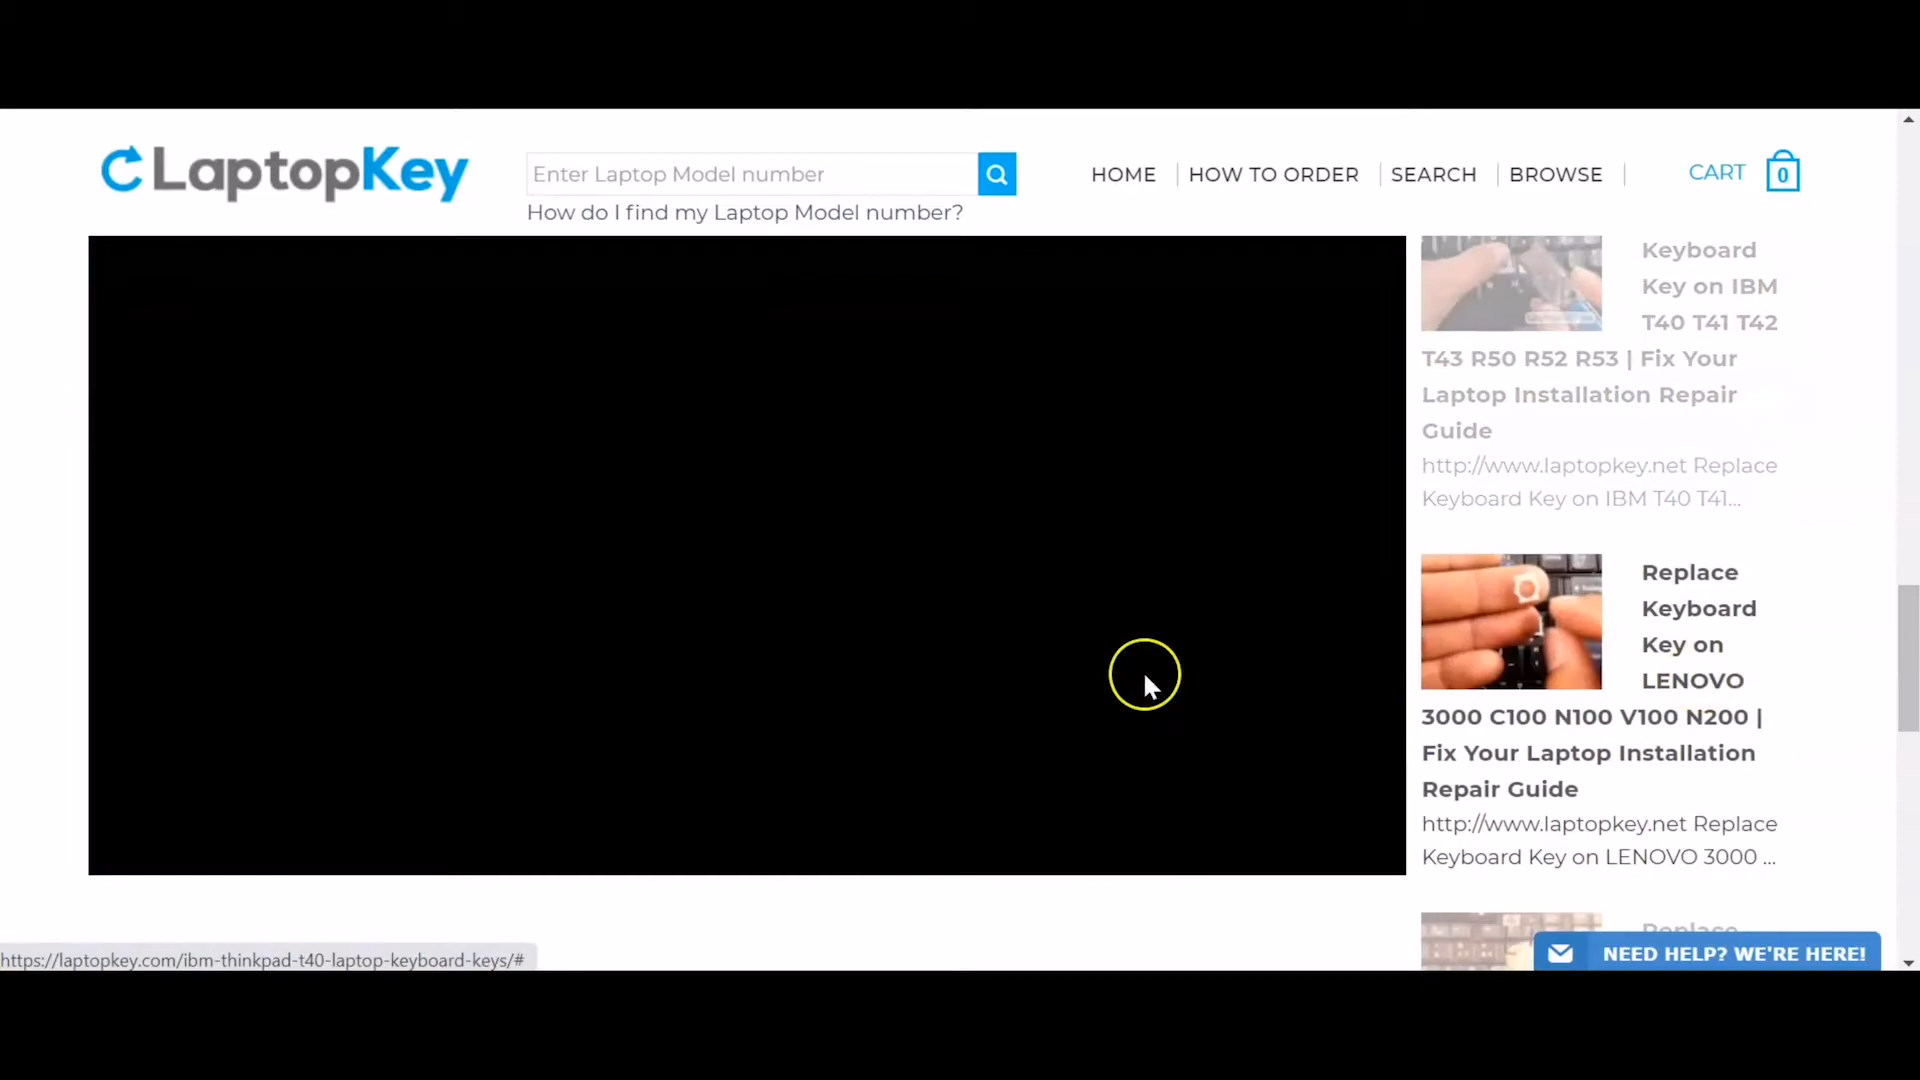 LaptopKey
Enter Laptop Model number
How do I find my Laptop Model number?
HOME
HOW TO ORDER
SEARCH
BROWSE
CART
0
Keyboard
Key on IBM
T40 T41 T42
T43 R50 R52 R53 | Fix Your
Laptop Installation Repair
Guide
http://www.laptopkey.net Replace
Keyboard Key on IBM T40 T41...
Replace
Keyboard
Key on
LENOVO
3000 C100 N100 V100 N200 |
Fix Your Laptop Installation
Repair Guide
http://www.laptopkey.net Replace
Keyboard Key on LENOVO 3000 ...
Replace
NEED HELP? WE'RE HERE!
https://laptopkey.com/ibm-thinkpad-t40-laptop-keyboard-keys/#